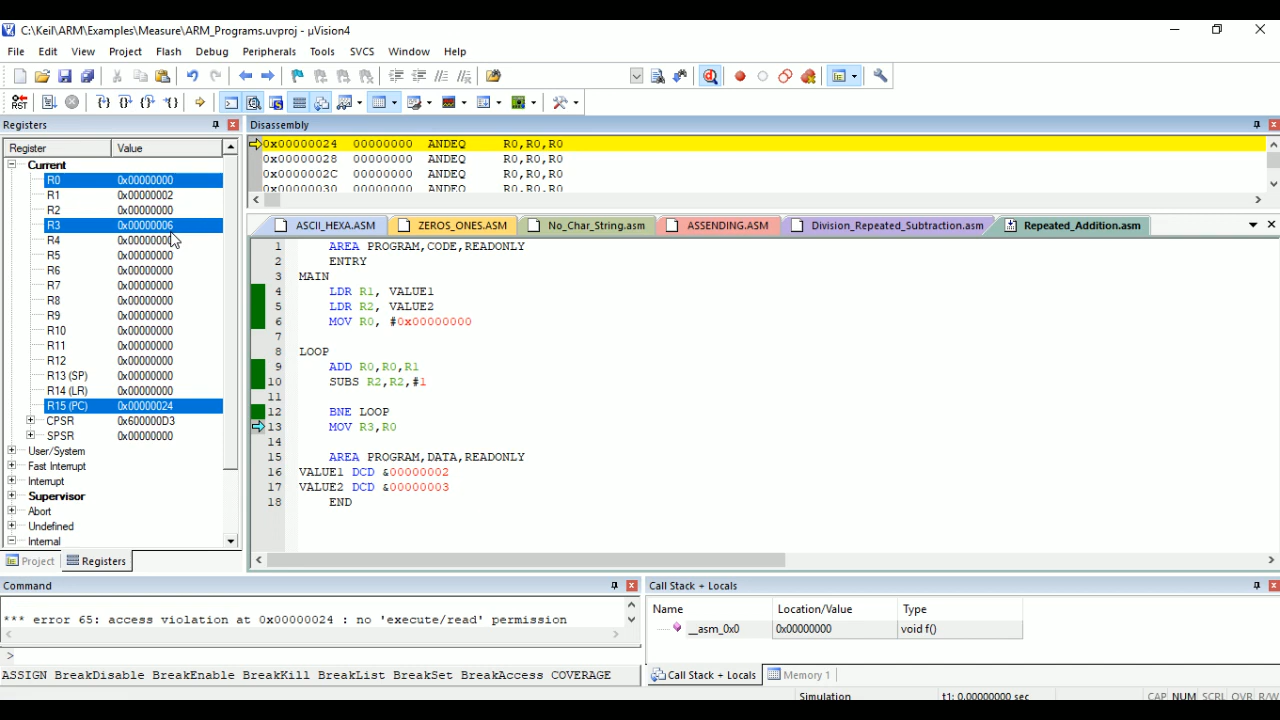 C:\Keil\ARM\Examples\Measure\ARM_Programs.uvproj - µVision4
File Edit View Project Flash Debug Peripherals Tools SVCS Window Help
Registers
Register Value
Current
R0 0x00000000
R1 0x00000002
R2 0x00000000
R3 0x00000006
R4 0x00000000
R5 0x00000000
R6 0x00000000
R7 0x00000000
R8 0x00000000
R9 0x00000000
R10 0x00000000
R11 0x00000000
R12 0x00000000
R13 (SP) 0x00000000
R14 (LR) 0x00000000
R15 (PC) 0x00000024
CPSR 0x600000D3
SPSR 0x00000000
User/System
Fast Interrupt
Interrupt
Supervisor
Abort
Undefined
Internal
Project Registers
Disassembly
0x00000024 00000000 ANDEQ R0,R0,R0
0x00000028 00000000 ANDEQ R0,R0,R0
0x0000002C 00000000 ANDEQ R0,R0,R0
0x00000030 00000000 ANDEQ R0,R0,R0
ASCII_HEXA.ASM ZEROS_ONES.ASM No_Char_String.asm ASSENDING.ASM Division_Repeated_Subtraction.asm Repeated_Addition.asm
1 AREA PROGRAM,CODE,READONLY
2 ENTRY
3 MAIN
4 LDR R1, VALUE1
5 LDR R2, VALUE2
6 MOV R0, #0x00000000
7
8 LOOP
9 ADD R0,R0,R1
10 SUBS R2,R2,#1
11
12 BNE LOOP
13 MOV R3,R0
14
15 AREA PROGRAM,DATA,READONLY
16 VALUE1 DCD &00000002
17 VALUE2 DCD &00000003
18 END
Command
*** error 65: access violation at 0x00000024 : no 'execute/read' permission
>
ASSIGN BreakDisable BreakEnable BreakKill BreakList BreakSet BreakAccess COVERAGE
Call Stack + Locals
Name Location/Value Type
__asm_0x0 0x00000000 void f()
Call Stack + Locals Memory 1
Simulation t1: 0.00000000 sec CAP NUM SCRL OVR R/W